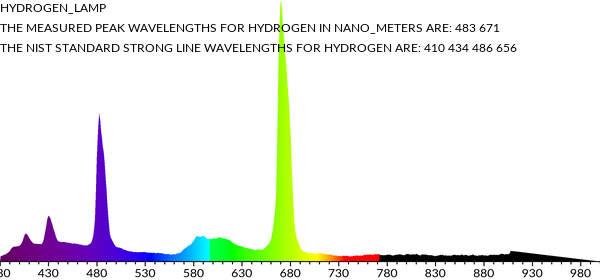 HYDROGEN_LAMP
THE MEASURED PEAK WAVELENGTHS FOR HYDROGEN IN NANO_METERS ARE: 483 671
THE NIST STANDARD STRONG LINE WAVELENGTHS FOR HYDROGEN ARE: 410 434 486 656
80 430 480 530 580 630 680 730 780 830 880 930 980